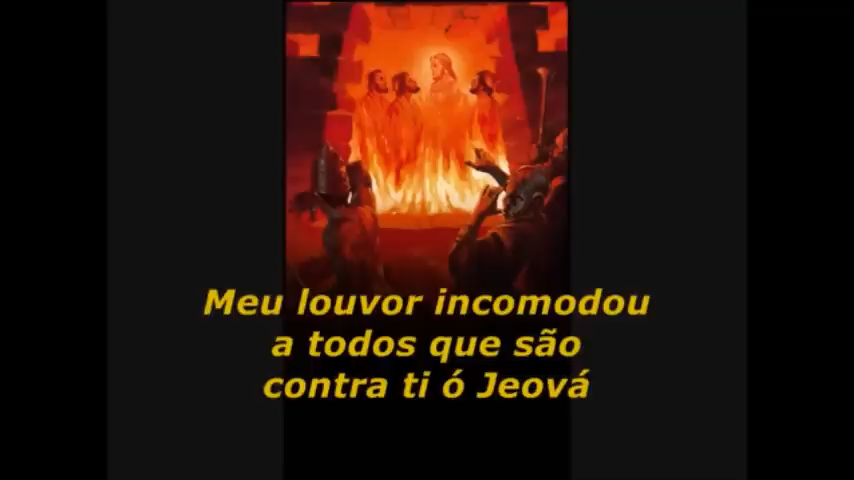 Meu louvor incomodou
a todos que são
contra ti ó Jeová